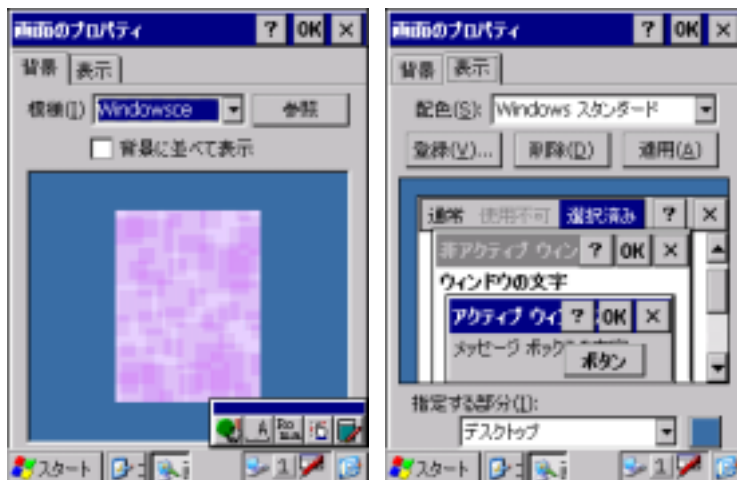 画面のプロパティ ? OK ×
背景 表示
模様(I) Windowsce 参照
背景に並べて表示
A
スタート
画面のプロパティ ? OK ×
背景 表示
配色(S): Windows スタンダード
登録(V)... 削除(D) 適用(A)
通常 使用不可 選択済み ? ×
非アクティブ ウィン ? OK ×
ウィンドウの文字
アクティブ ウィ ? OK ×
メッセージ ボックスの文字
ボタン
指定する部分(I):
デスクトップ
スタート